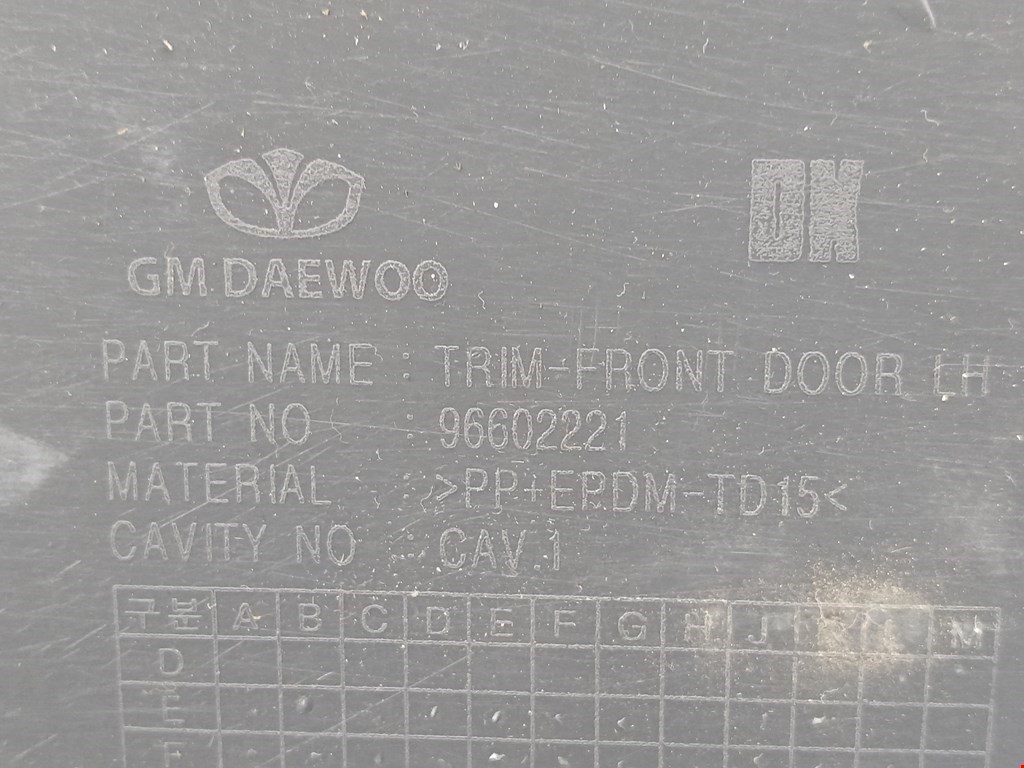 GM DAEWOO
DK
PART NAME : TRIM-FRONT DOOR LH
PART NO : 96602221
MATERIAL : >PP+EPDM-TD15<
CAVITY NO : CAV.1
구분 A B C D E F G H J M
D
E
F